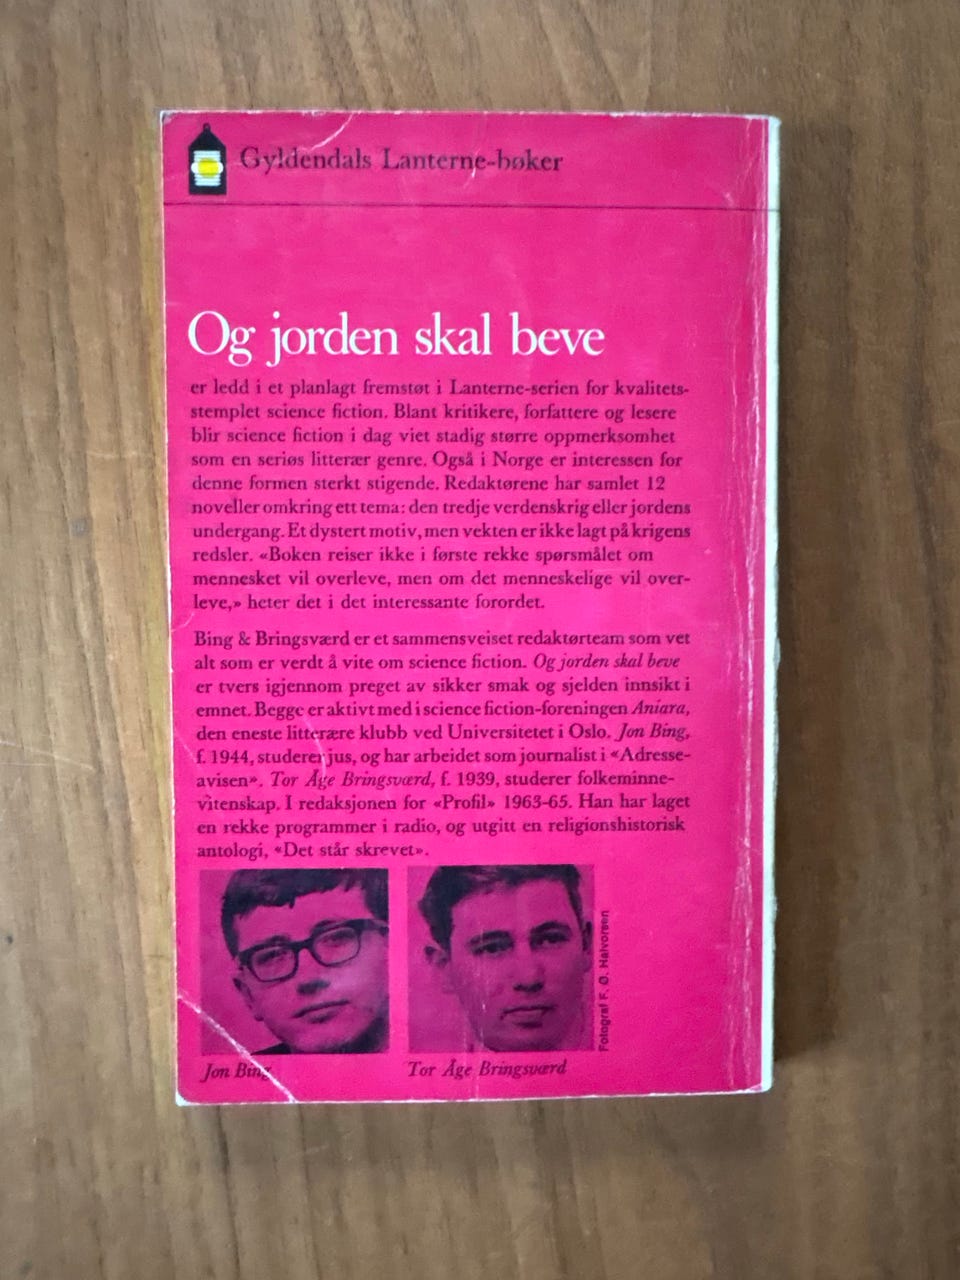 Gyldendals Lanterne-bøker
Og jorden skal beve
er ledd i et planlagt fremstøt i Lanterne-serien for kvalitets-
stemplet science fiction. Blant kritikere, forfattere og lesere
blir science fiction i dag viet stadig større oppmerksomhet
som en seriøs litterær genre. Også i Norge er interessen for
denne formen sterkt stigende. Redaktørene har samlet 12
noveller omkring ett tema: den tredje verdenskrig eller jordens
undergang. Et dystert motiv, men vekten er ikke lagt på krigens
redsler. «Boken reiser ikke i første rekke spørsmålet om
mennesket vil overleve, men om det menneskelige vil over-
leve,» heter det i det interessante forordet.
Bing & Bringsværd er et sammensveiset redaktørteam som vet
alt som er verdt å vite om science fiction. Og jorden skal beve
er tvers igjennom preget av sikker smak og sjelden innsikt i
emnet. Begge er aktivt med i science fiction-foreningen Aniara,
den eneste litterære klubb ved Universitetet i Oslo. Jon Bing,
f. 1944, studerer jus, og har arbeidet som journalist i «Adresse-
avisen». Tor Åge Bringsværd, f. 1939, studerer folkeminne-
vitenskap. I redaksjonen for «Profil» 1963-65. Han har laget
en rekke programmer i radio, og utgitt en religionshistorisk
antologi, «Det står skrevet».
Fotograf F. Ø. Halvorsen
Jon Bing
Tor Åge Bringsværd